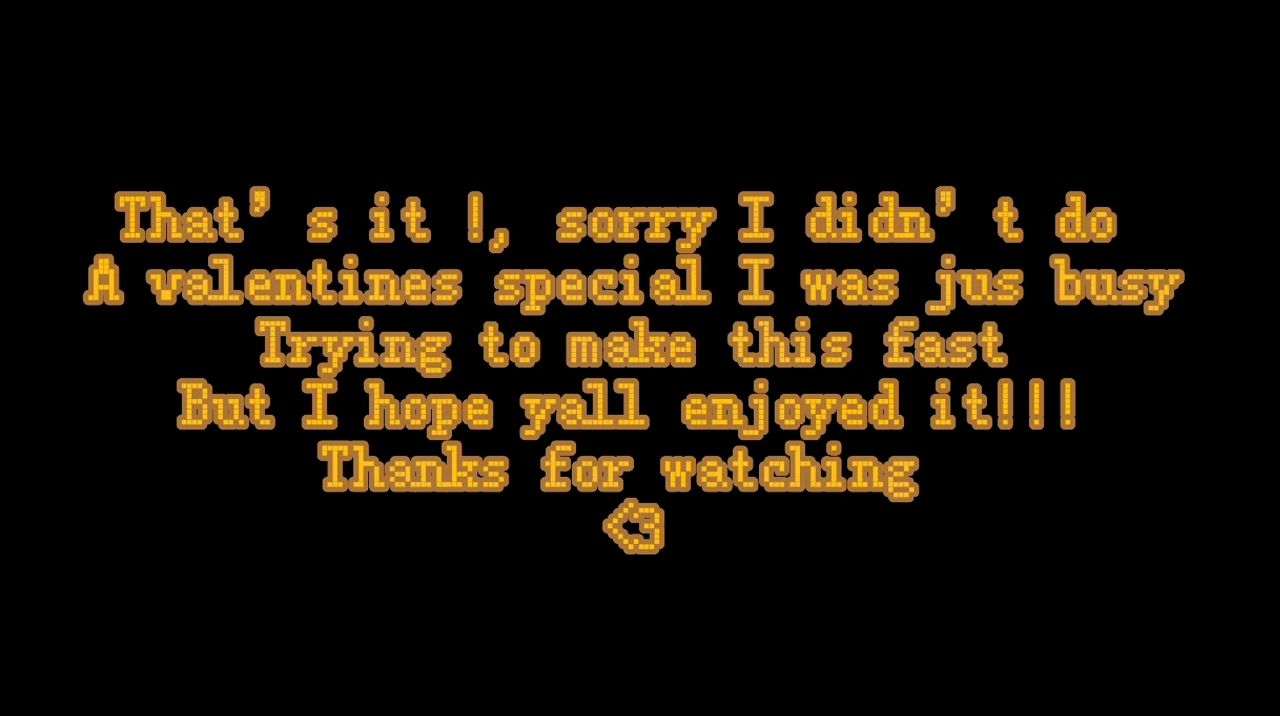 That's it !, sorry I didn't do
A valentines special I was jus busy
Trying to make this fast
But I hope yall enjoyed it!!!
Thanks for watching
<3